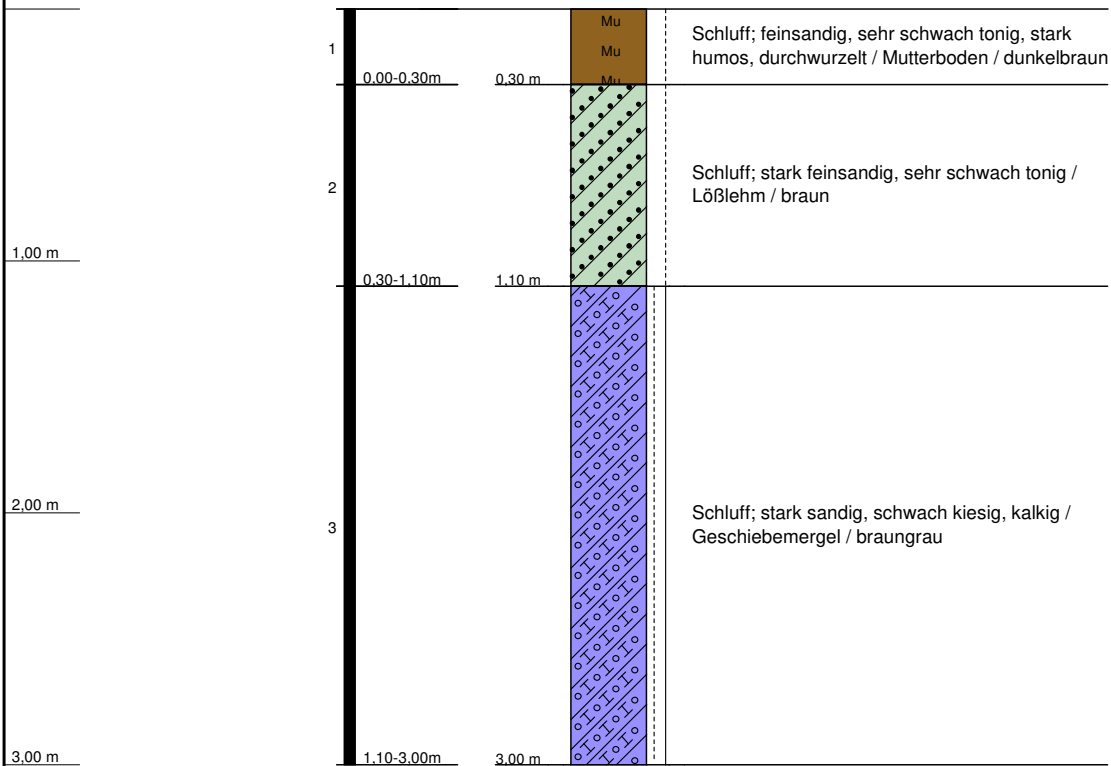 Mu
1
Mu
Schluff; feinsandig, sehr schwach tonig, stark
humos, durchwurzelt / Mutterboden / dunkelbraun
0.00-0.30m
0,30 m
Mu
2
Schluff; stark feinsandig, sehr schwach tonig /
Lößlehm / braun
1,00 m
0.30-1.10m
1,10 m
2,00 m
3
Schluff; stark sandig, schwach kiesig, kalkig /
Geschiebemergel / braungrau
3,00 m
1.10-3.00m
3,00 m